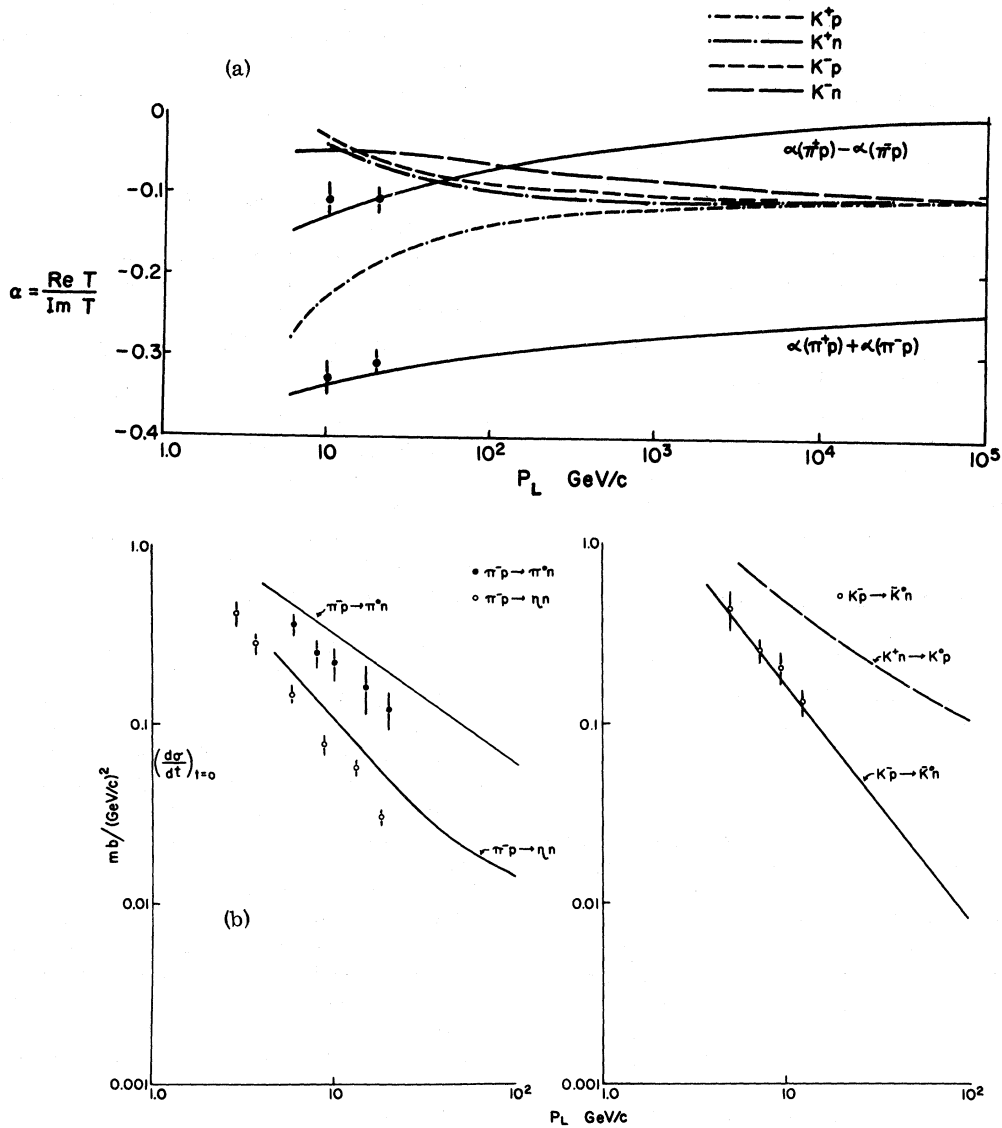 K⁺p
K⁺n
K⁻p
K⁻n
(a)
0
−0.1
−0.2
−0.3
−0.4
α = Re T / Im T
α(π⁺p) − α(π⁻p)
α(π⁺p) + α(π⁻p)
1.0 10 10² 10³ 10⁴ 10⁵
P_L GeV/c
1.0
0.1
0.01
0.001
(dσ/dt)_{t=0}
mb/(GeV/c)²
π⁻p → π⁰n
π⁻p → ηn
π⁻p → π⁰n
π⁻p → ηn
(b)
1.0 10 10²
1.0
0.1
0.01
0.001
K⁻p → K̄⁰n
K⁺n → K⁰p
K⁻p → K̄⁰n
1.0 10 10²
P_L GeV/c